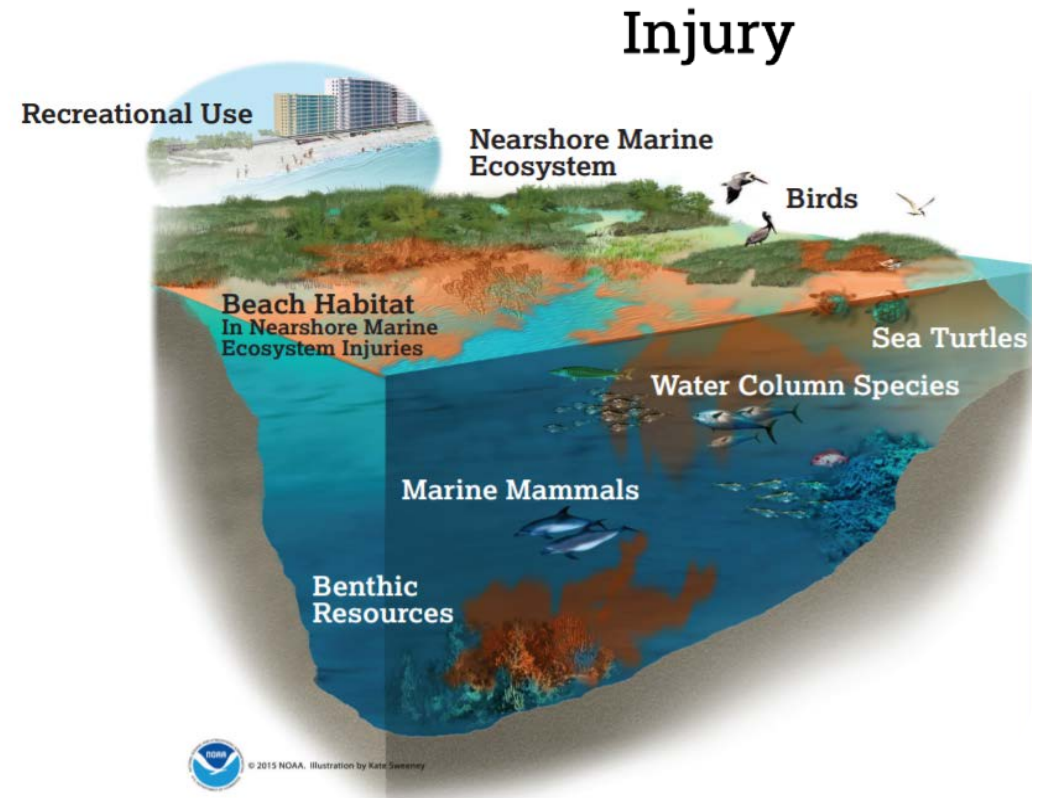 Injury
Recreational Use
Nearshore Marine
Ecosystem
Birds
Beach Habitat
In Nearshore Marine
Ecosystem Injuries
Sea Turtles
Water Column Species
Marine Mammals
Benthic
Resources
NOAA
© 2015 NOAA. Illustration by Kate Sweeney